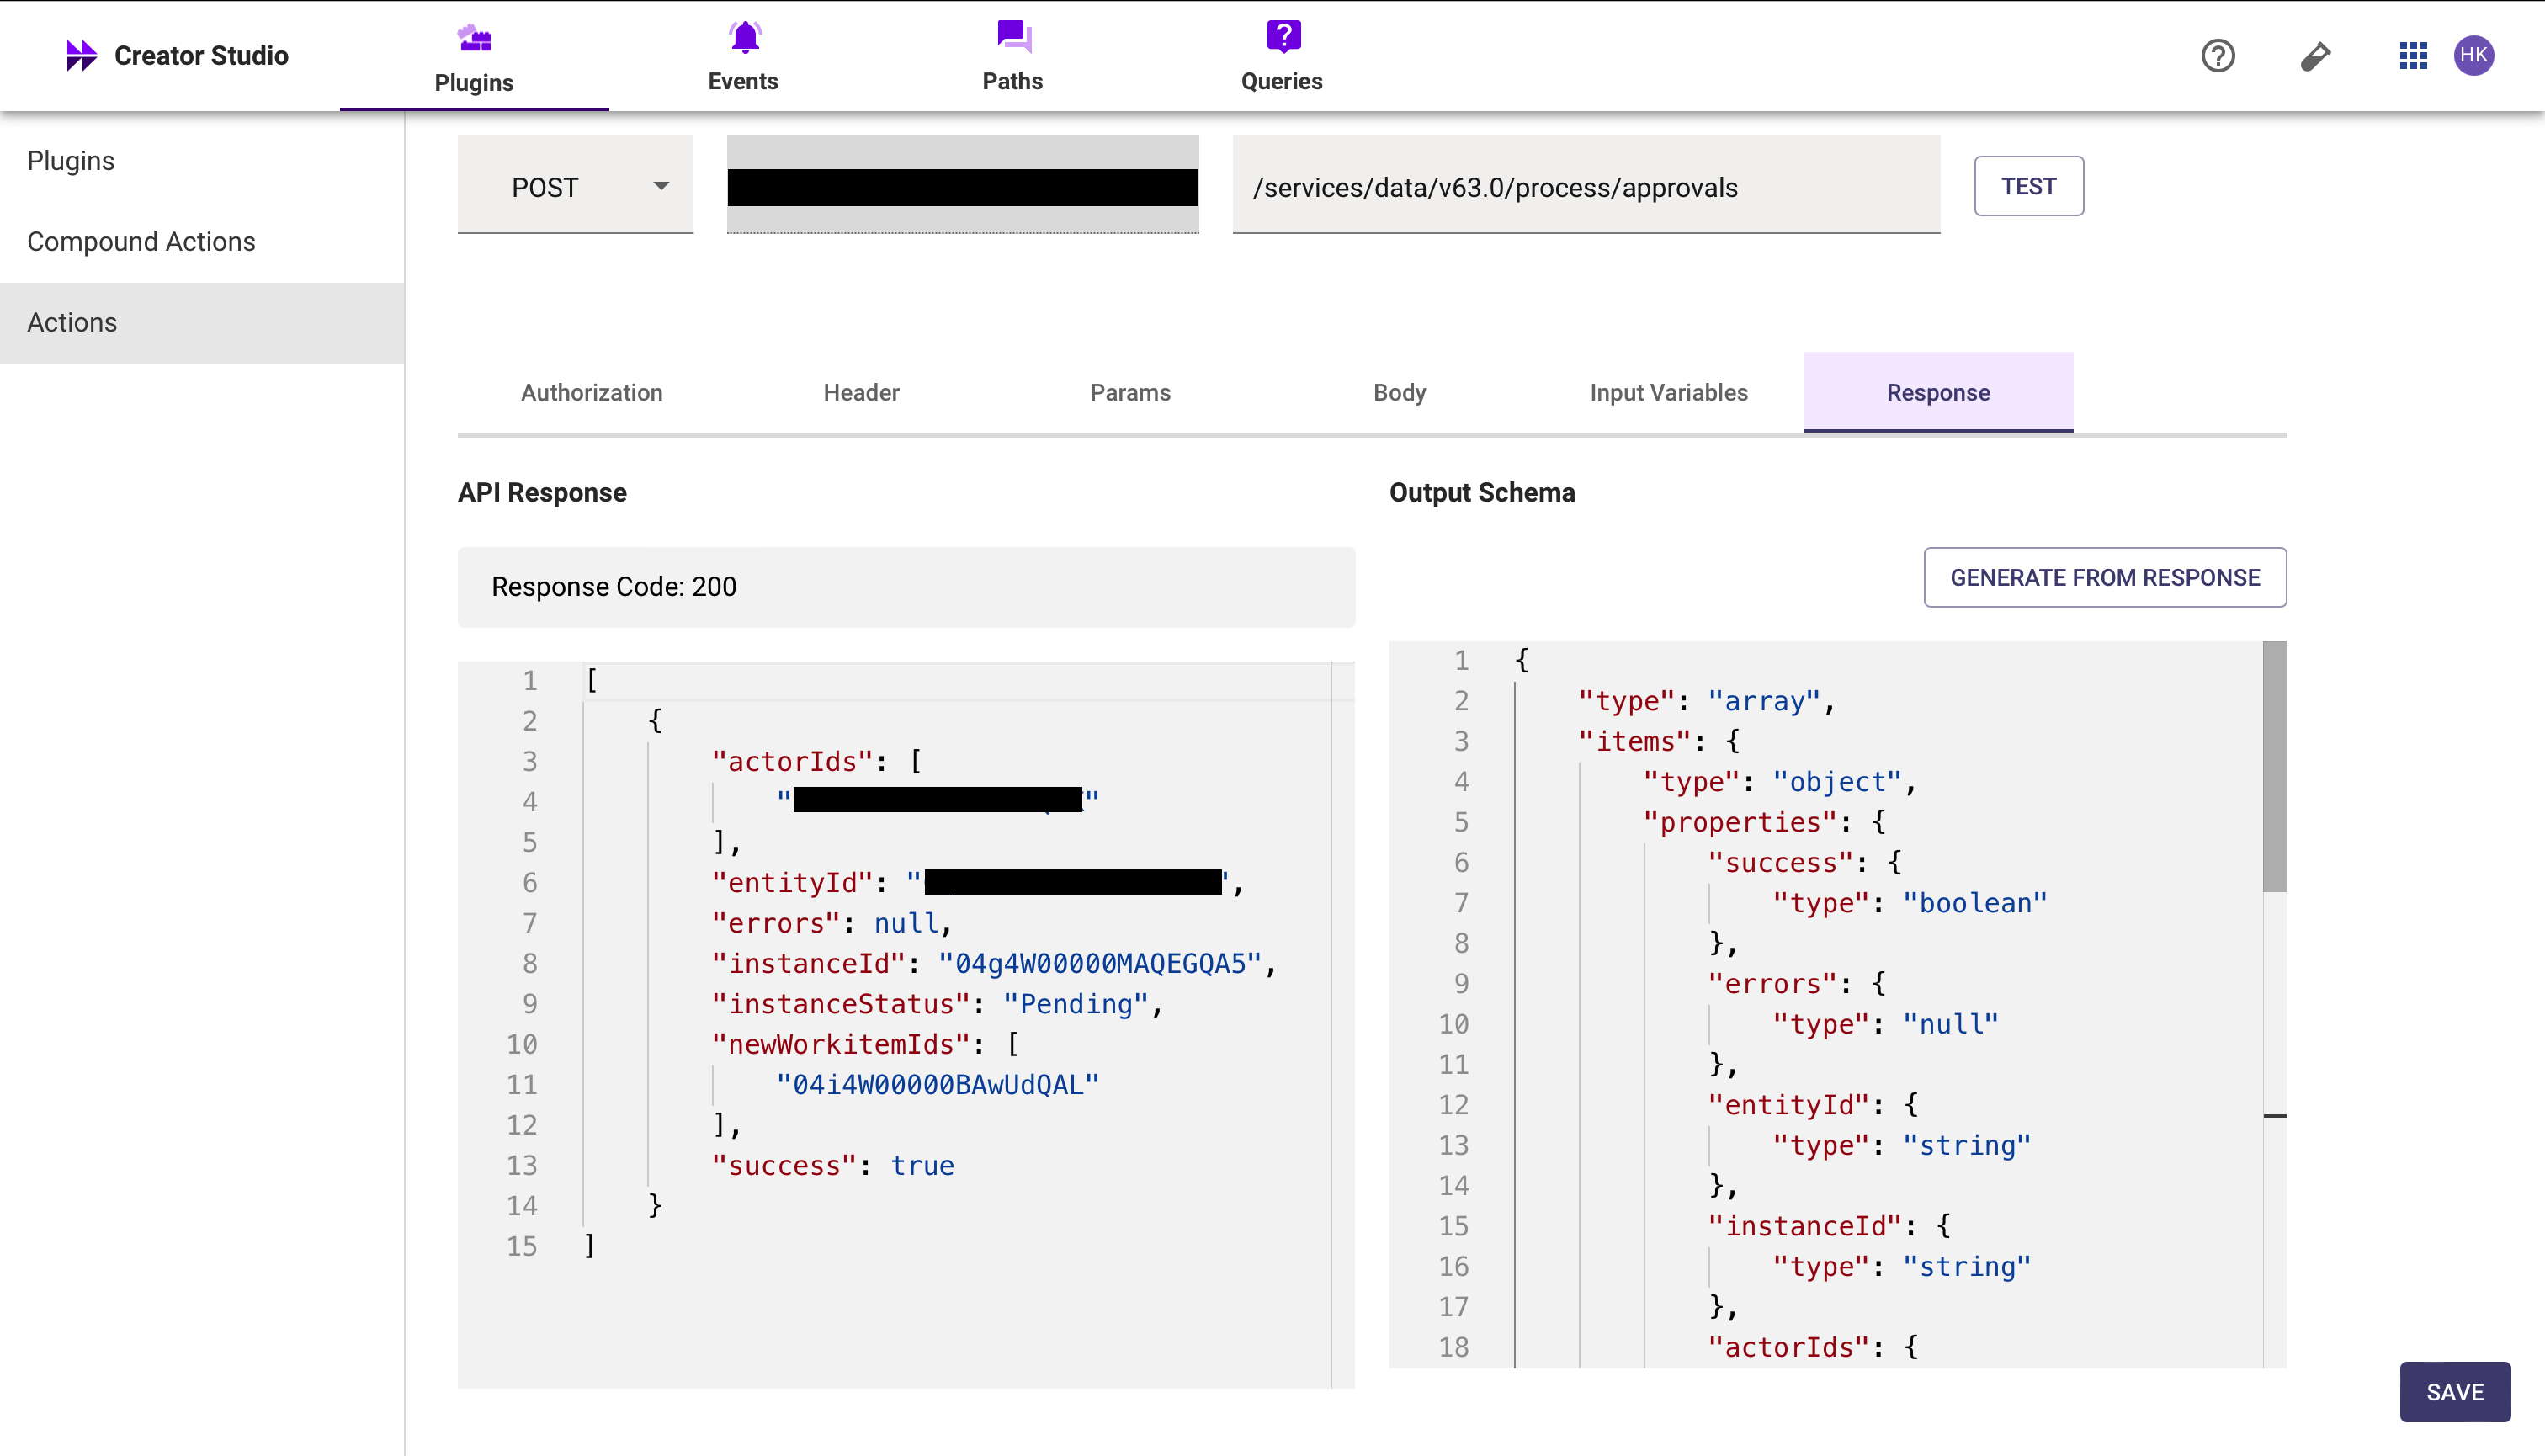 Creator Studio
Plugins
Events
Paths
Queries
HK
Plugins
Compound Actions
Actions
POST
/services/data/v63.0/process/approvals
TEST
Authorization
Header
Params
Body
Input Variables
Response
API Response
Response Code: 200
1 [
2 {
3 "actorIds": [
4 " "
5 ],
6 "entityId": " ",
7 "errors": null,
8 "instanceId": "04g4W00000MAQEGQA5",
9 "instanceStatus": "Pending",
10 "newWorkitemIds": [
11 "04i4W00000BAwUdQAL"
12 ],
13 "success": true
14 }
15 ]
Output Schema
GENERATE FROM RESPONSE
1 {
2 "type": "array",
3 "items": {
4 "type": "object",
5 "properties": {
6 "success": {
7 "type": "boolean"
8 },
9 "errors": {
10 "type": "null"
11 },
12 "entityId": {
13 "type": "string"
14 },
15 "instanceId": {
16 "type": "string"
17 },
18 "actorIds": {
SAVE